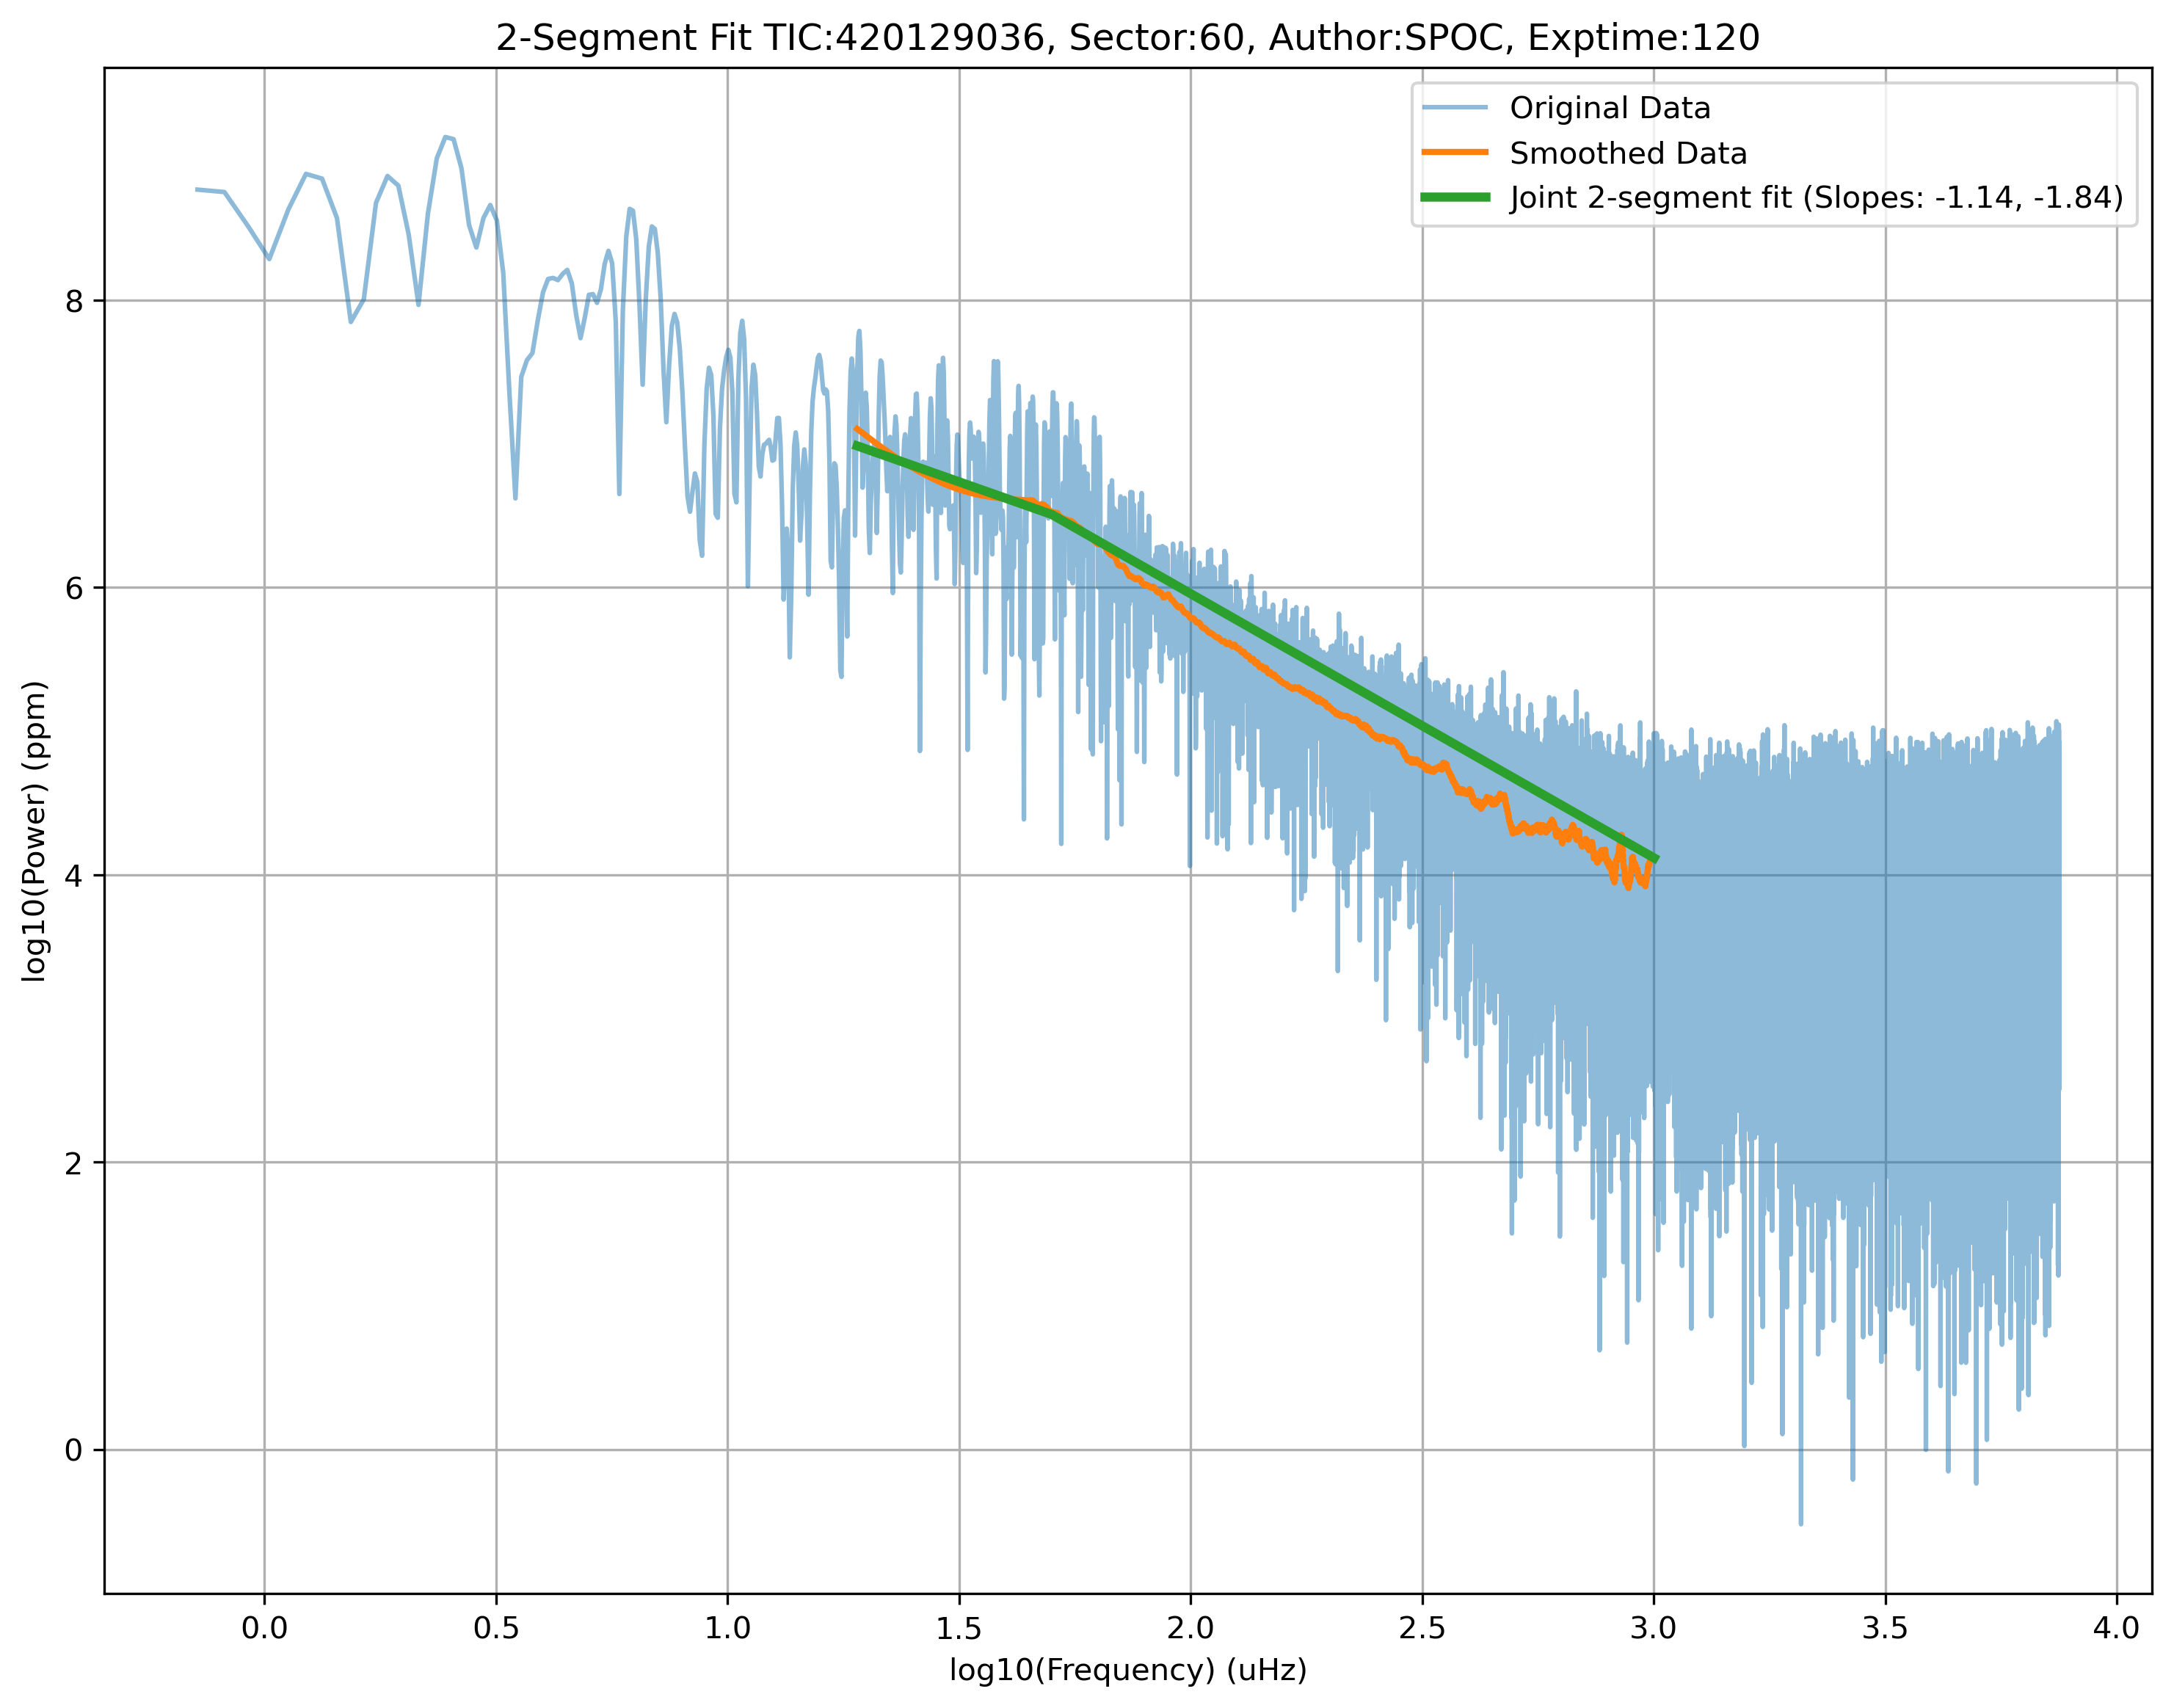 2-Segment Fit TIC:420129036, Sector:60, Author:SPOC, Exptime:120
Original Data
Smoothed Data
Joint 2-segment fit (Slopes: -1.14, -1.84)
log10(Power) (ppm)
8
6
4
2
0
0.0 0.5 1.0 1.5 2.0 2.5 3.0 3.5 4.0
log10(Frequency) (uHz)